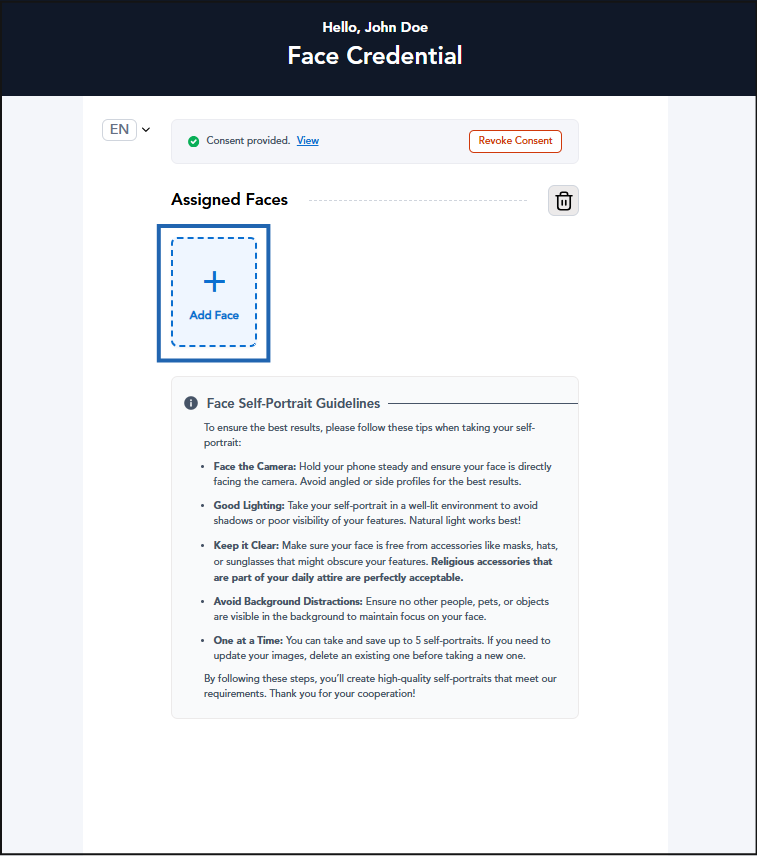 Hello, John Doe
Face Credential
EN
Consent provided. View
Revoke Consent
Assigned Faces
Add Face
Face Self-Portrait Guidelines
To ensure the best results, please follow these tips when taking your self-
portrait:
• Face the Camera: Hold your phone steady and ensure your face is directly
facing the camera. Avoid angled or side profiles for the best results.
• Good Lighting: Take your self-portrait in a well-lit environment to avoid
shadows or poor visibility of your features. Natural light works best!
• Keep it Clear: Make sure your face is free from accessories like masks, hats,
or sunglasses that might obscure your features. Religious accessories that
are part of your daily attire are perfectly acceptable.
• Avoid Background Distractions: Ensure no other people, pets, or objects
are visible in the background to maintain focus on your face.
• One at a Time: You can take and save up to 5 self-portraits. If you need to
update your images, delete an existing one before taking a new one.
By following these steps, you'll create high-quality self-portraits that meet our
requirements. Thank you for your cooperation!